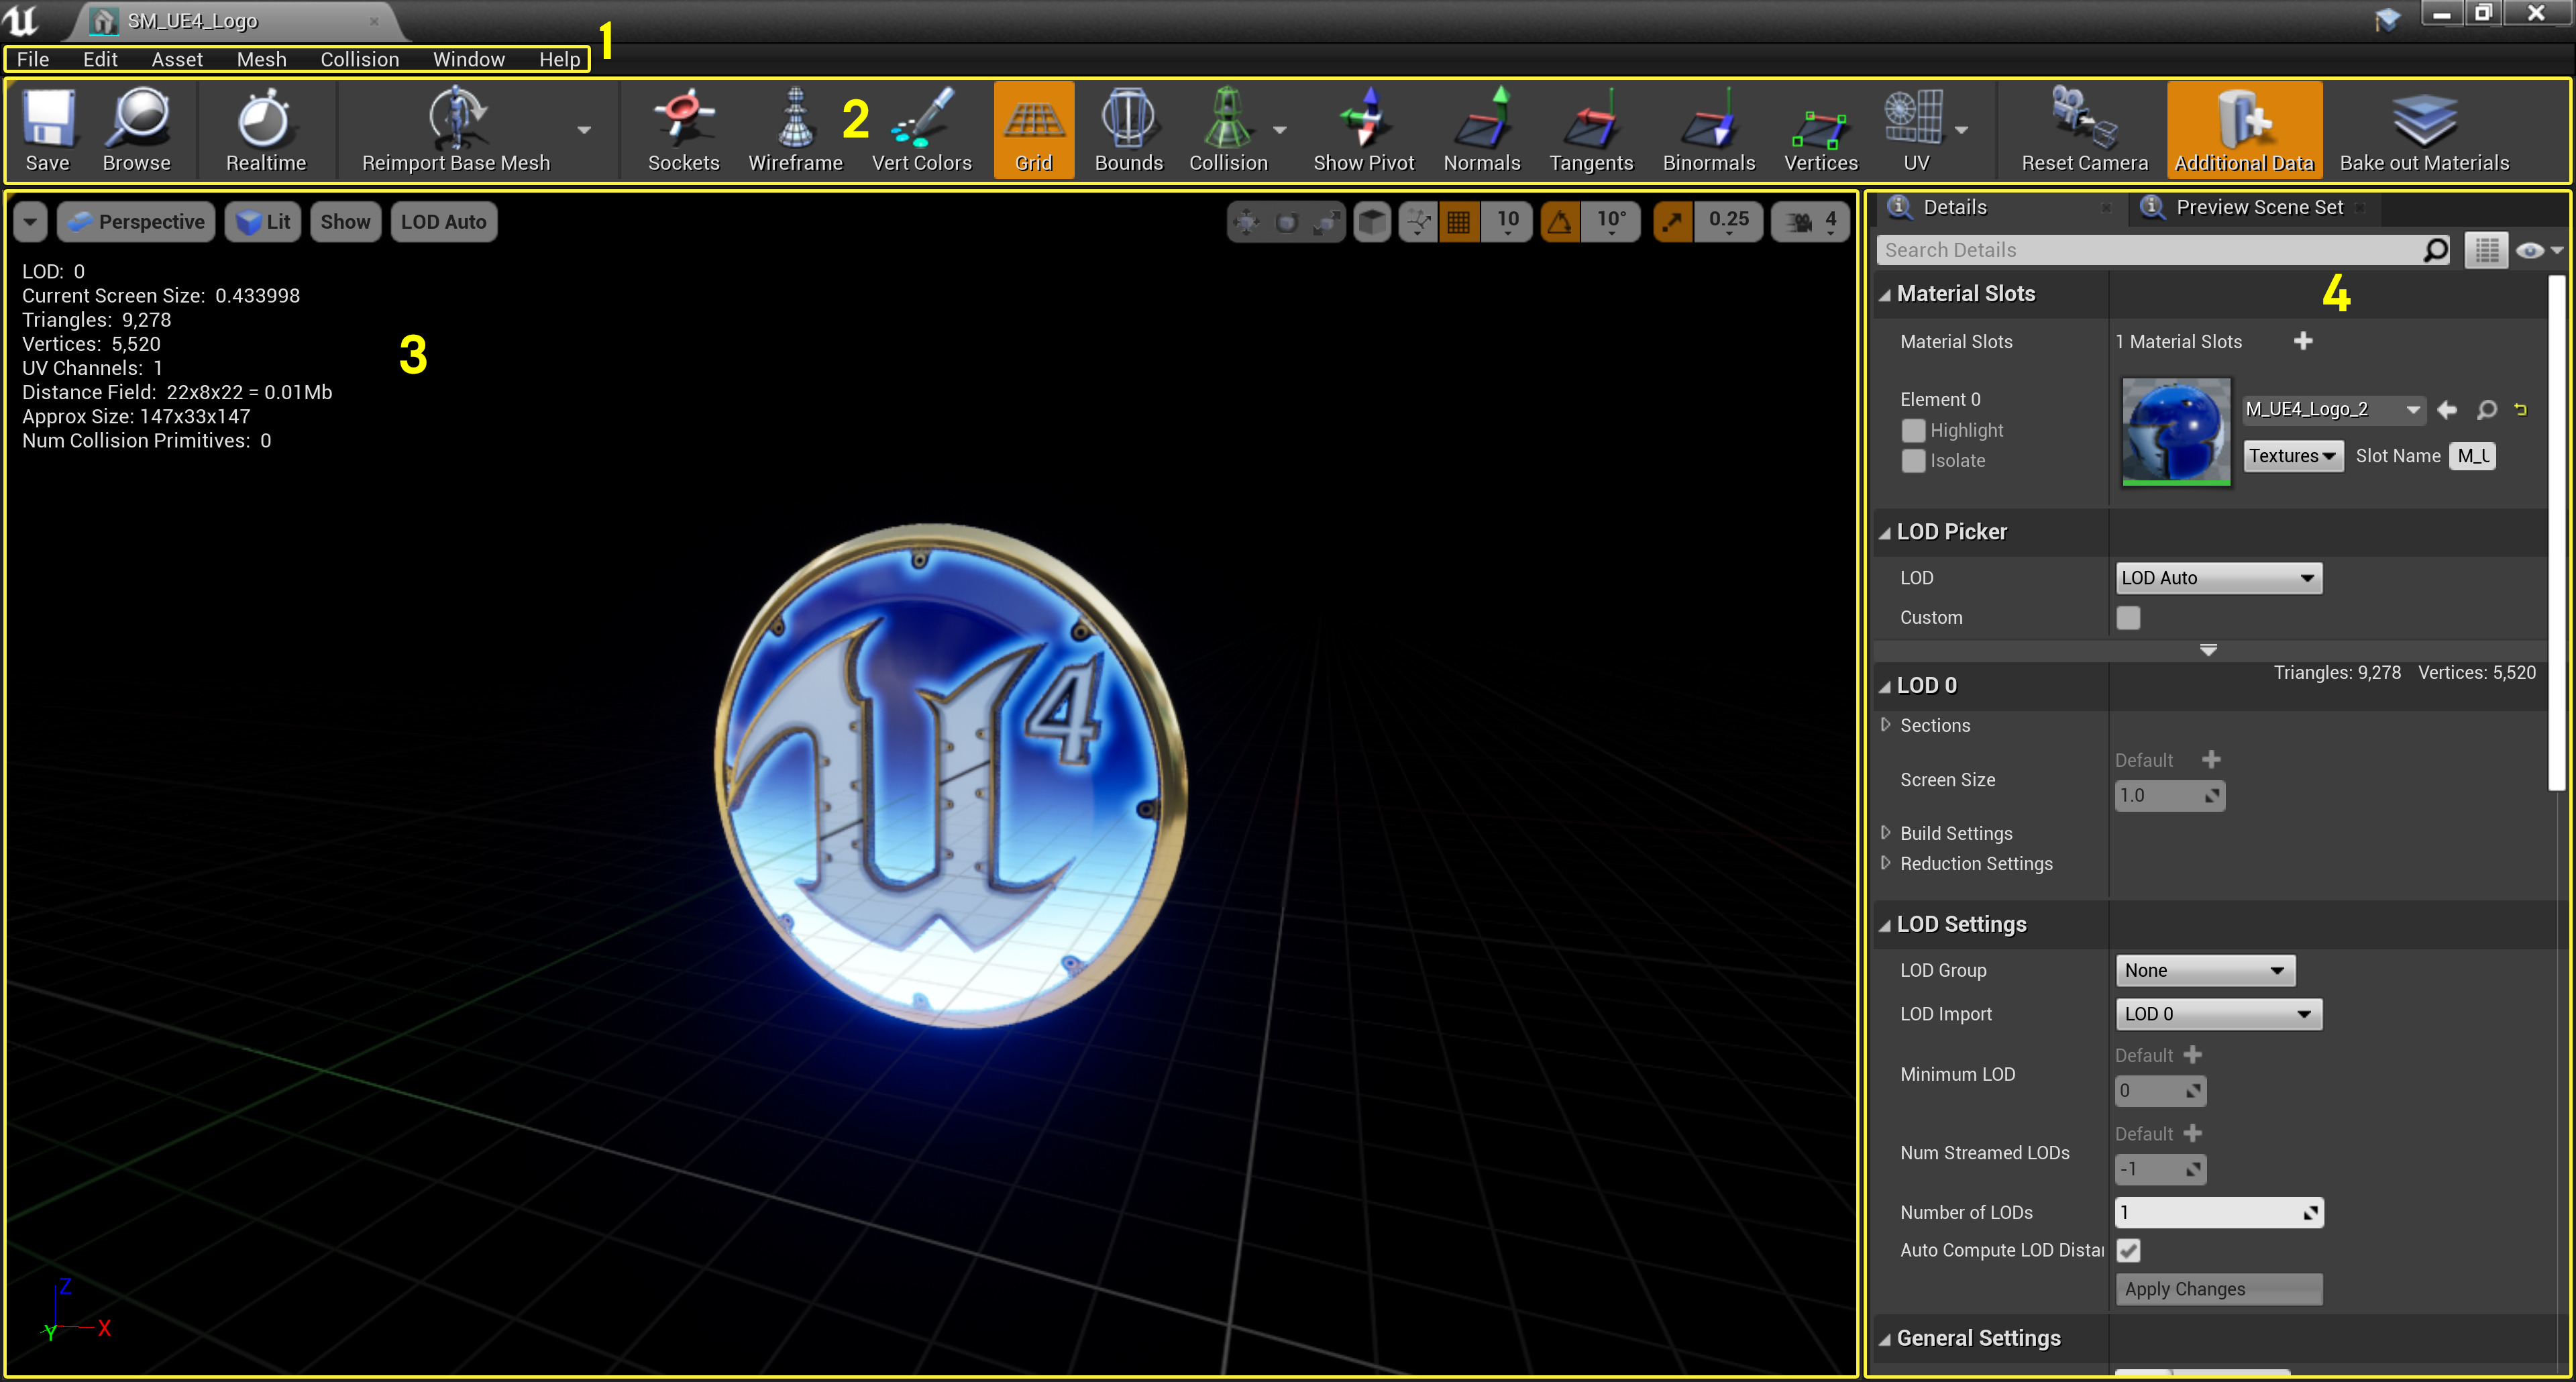 SM_UE4_Logo
File Edit Asset Mesh Collision Window Help
1
Save Browse Realtime Reimport Base Mesh Sockets Wireframe Vert Colors Grid Bounds Collision Show Pivot Normals Tangents Binormals Vertices UV Reset Camera Additional Data Bake out Materials
2
Perspective Lit Show LOD Auto 10 10° 0.25 4
LOD: 0
Current Screen Size: 0.433998
Triangles: 9,278
Vertices: 5,520
UV Channels: 1
Distance Field: 22x8x22 = 0.01Mb
Approx Size: 147x33x147
Num Collision Primitives: 0
3
4
Z
Y X
Details Preview Scene Set
Search Details
4
Material Slots
Material Slots 1 Material Slots
Element 0
Highlight
Isolate
M_UE4_Logo_2
Textures Slot Name M_U
LOD Picker
LOD LOD Auto
Custom
LOD 0 Triangles: 9,278 Vertices: 5,520
Sections
Screen Size Default
1.0
Build Settings
Reduction Settings
LOD Settings
LOD Group None
LOD Import LOD 0
Minimum LOD Default
0
Num Streamed LODs Default
-1
Number of LODs 1
Auto Compute LOD Distar
Apply Changes
General Settings